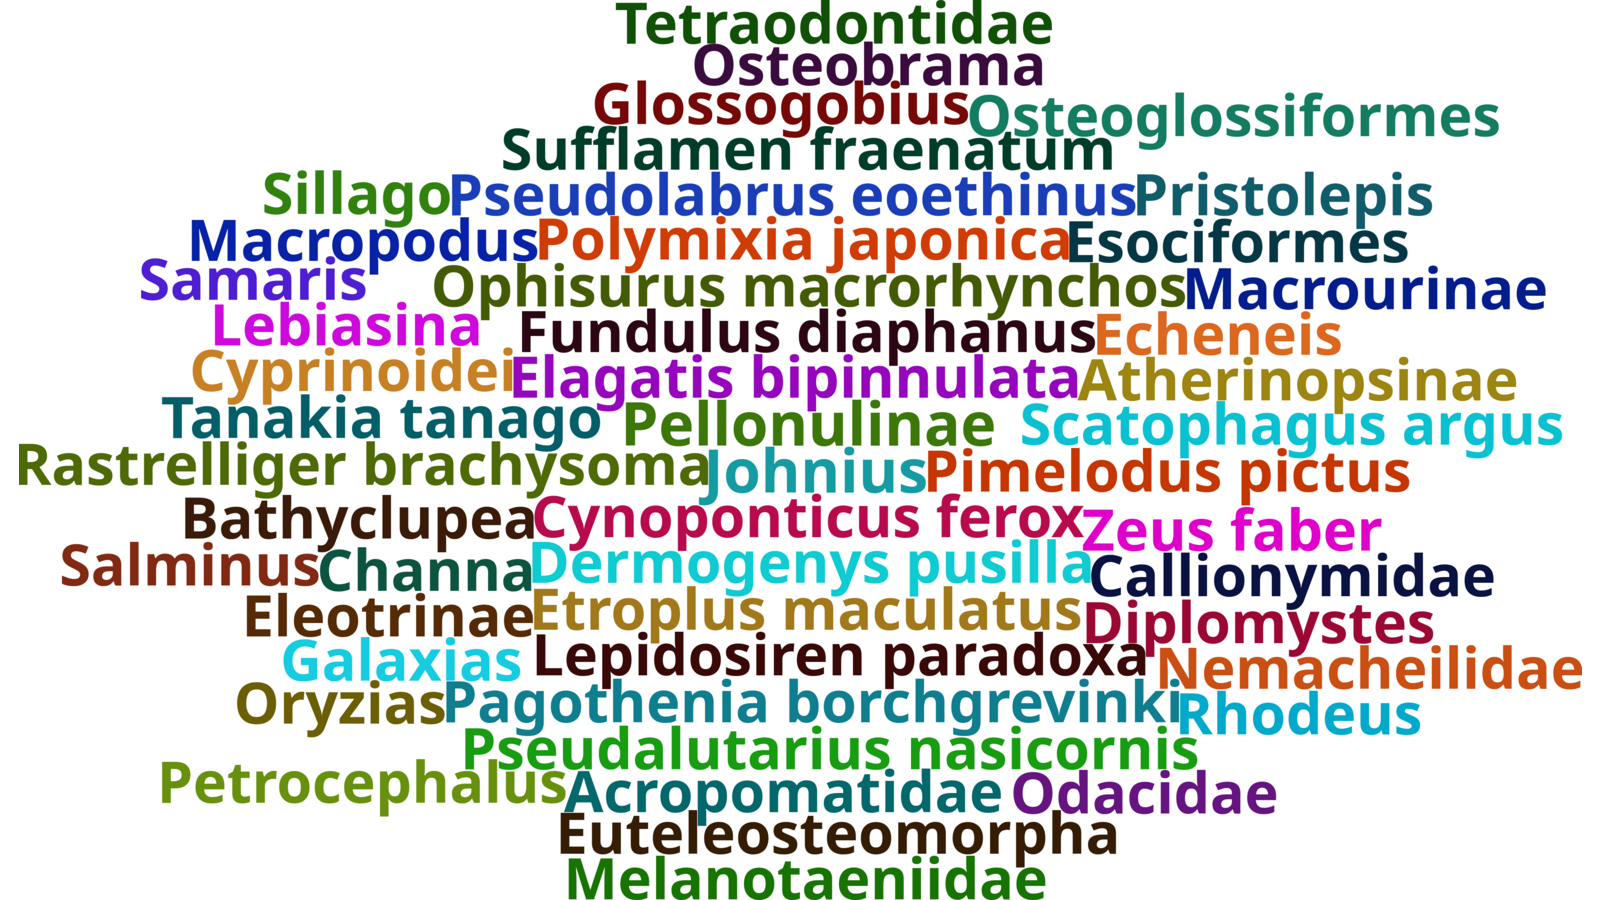 Tetraodontidae
Osteobrama
Glossogobius
Osteoglossiformes
Sufflamen fraenatum
Sillago
Pseudolabrus eoethinus
Pristolepis
Macropodus
Polymixia japonica
Esociformes
Samaris
Ophisurus macrorhynchos
Macrourinae
Lebiasina
Fundulus diaphanus
Echeneis
Cyprinoidei
Elagatis bipinnulata
Atherinopsinae
Tanakia tanago
Pellonulinae
Scatophagus argus
Rastrelliger brachysoma
Johnius
Pimelodus pictus
Bathyclupea
Cynoponticus ferox
Zeus faber
Salminus
Channa
Dermogenys pusilla
Callionymidae
Eleotrinae
Etroplus maculatus
Diplomystes
Galaxias
Lepidosiren paradoxa
Nemacheilidae
Oryzias
Pagothenia borchgrevinki
Rhodeus
Pseudalutarius nasicornis
Petrocephalus
Acropomatidae
Odacidae
Euteleosteomorpha
Melanotaeniidae